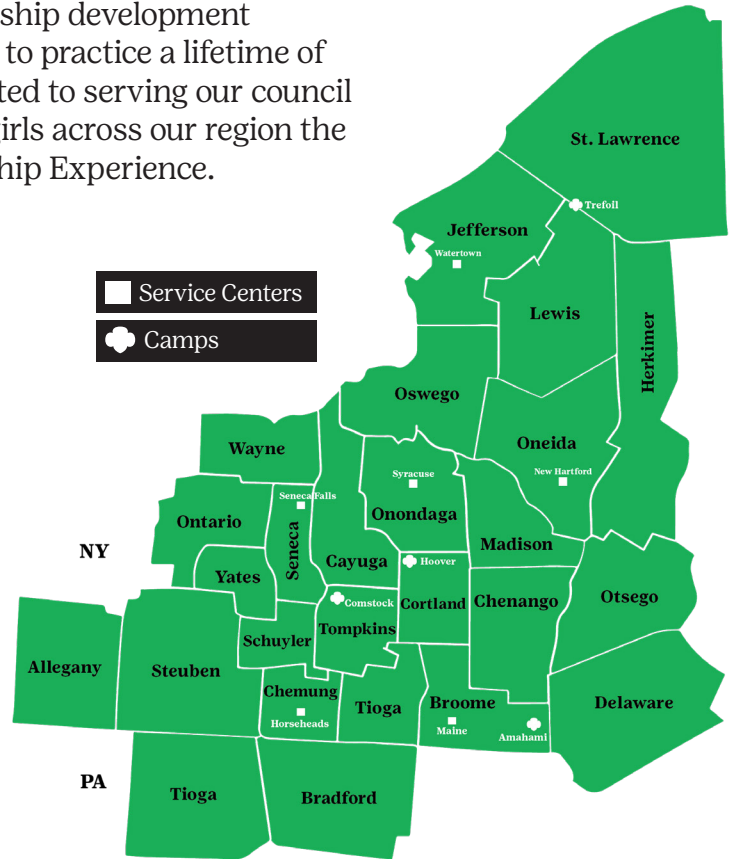 ship development
to practice a lifetime of
ted to serving our council
girls across our region the
hip Experience.
Service Centers
Camps
St. Lawrence
Trefoil
Jefferson
Watertown
Lewis
Herkimer
Oswego
Oneida
New Hartford
Wayne
Syracuse
Onondaga
Seneca Falls
Ontario
Seneca
Cayuga
Madison
NY
Yates
Hoover
Comstock
Cortland
Chenango
Otsego
Tompkins
Schuyler
Allegany
Steuben
Chemung
Horseheads
Tioga
Broome
Maine
Amahami
Delaware
PA
Tioga
Bradford